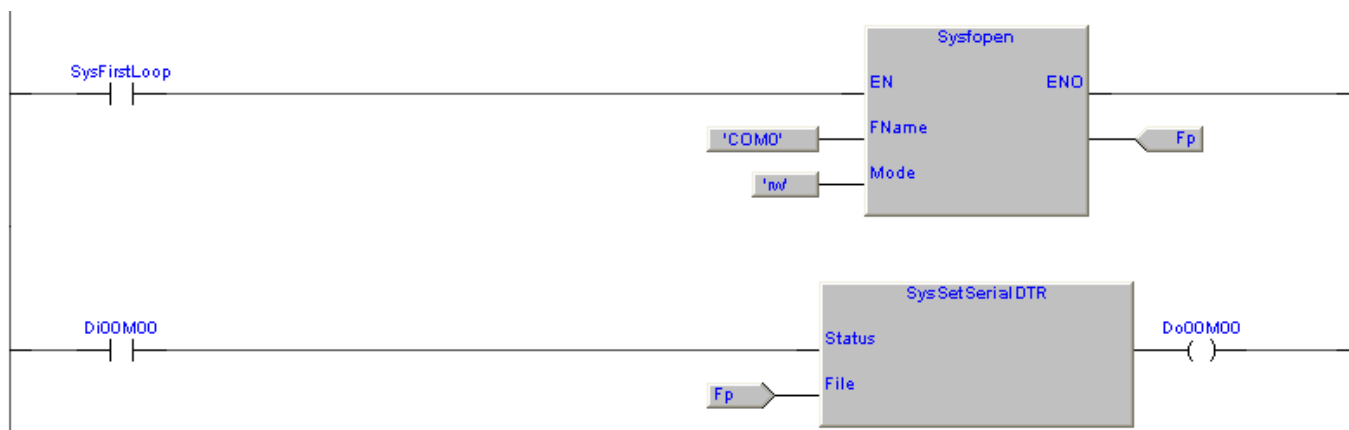 Sysfopen
SysFirstLoop
EN ENO
'COM0' FName Fp
'rw' Mode
SysSetSerialDTR
Di00M00 Do00M00
Status
Fp File